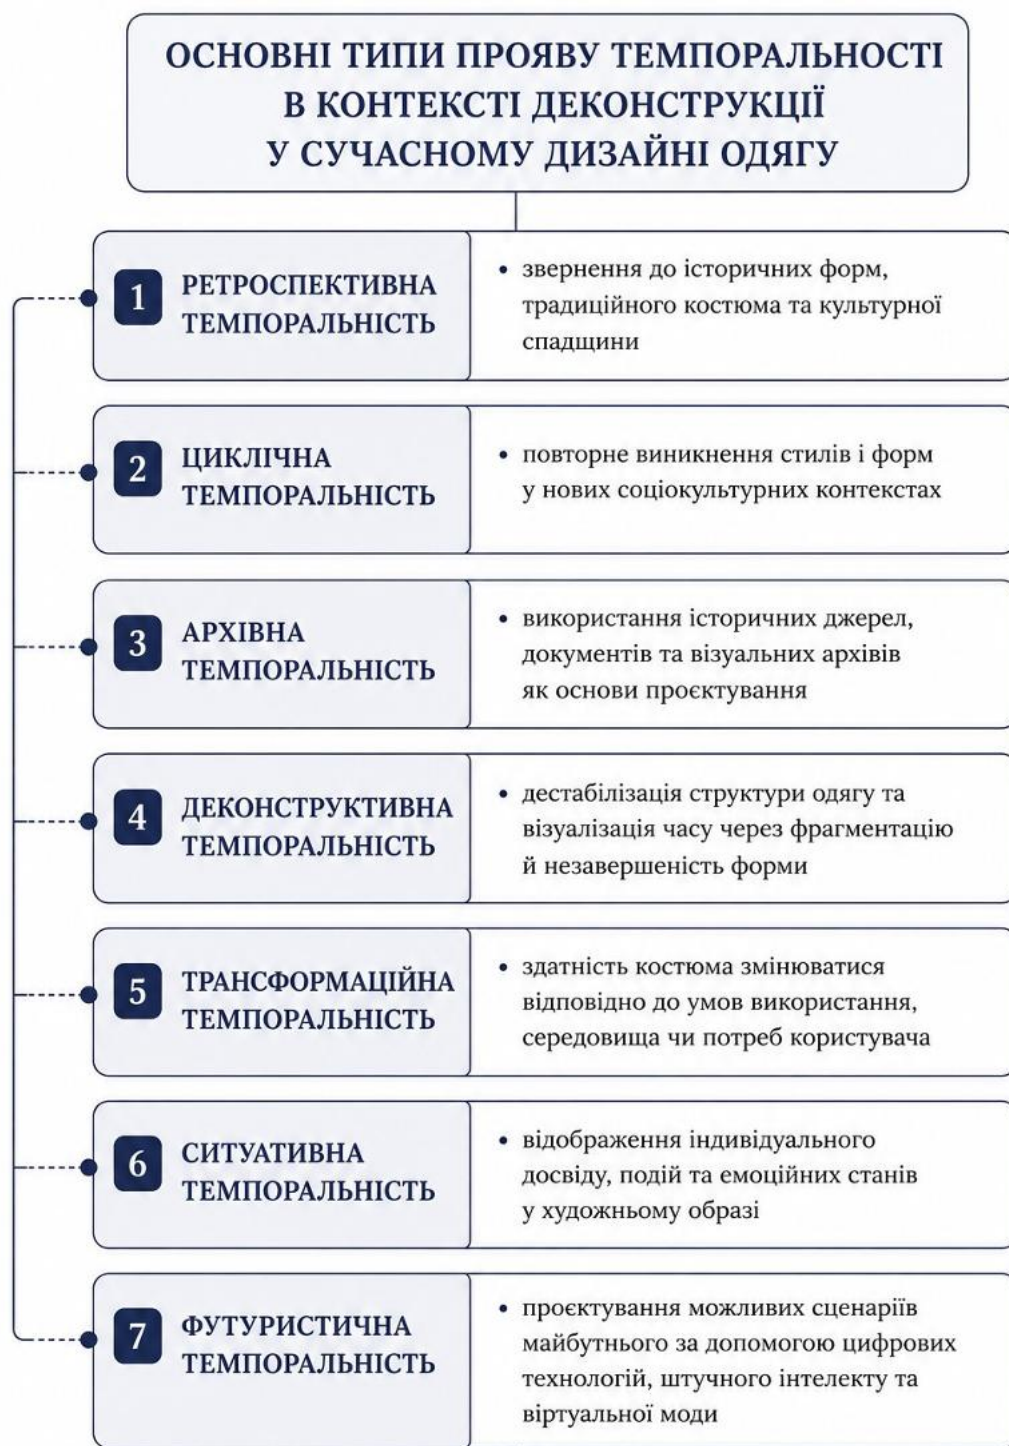 ОСНОВНІ ТИПИ ПРОЯВУ ТЕМПОРАЛЬНОСТІ
В КОНТЕКСТІ ДЕКОНСТРУКЦІЇ
У СУЧАСНОМУ ДИЗАЙНІ ОДЯГУ
1
РЕТРОСПЕКТИВНА
ТЕМПОРАЛЬНІСТЬ
• звернення до історичних форм,
традиційного костюма та культурної
спадщини
2
ЦИКЛІЧНА
ТЕМПОРАЛЬНІСТЬ
• повторне виникнення стилів і форм
у нових соціокультурних контекстах
3
АРХІВНА
ТЕМПОРАЛЬНІСТЬ
• використання історичних джерел,
документів та візуальних архівів
як основи проєктування
4
ДЕКОНСТРУКТИВНА
ТЕМПОРАЛЬНІСТЬ
• дестабілізація структури одягу та
візуалізація часу через фрагментацію
й незавершеність форми
5
ТРАНСФОРМАЦІЙНА
ТЕМПОРАЛЬНІСТЬ
• здатність костюма змінюватися
відповідно до умов використання,
середовища чи потреб користувача
6
СИТУАТИВНА
ТЕМПОРАЛЬНІСТЬ
• відображення індивідуального
досвіду, подій та емоційних станів
у художньому образі
7
ФУТУРИСТИЧНА
ТЕМПОРАЛЬНІСТЬ
• проєктування можливих сценаріїв
майбутнього за допомогою цифрових
технологій, штучного інтелекту та
віртуальної моди